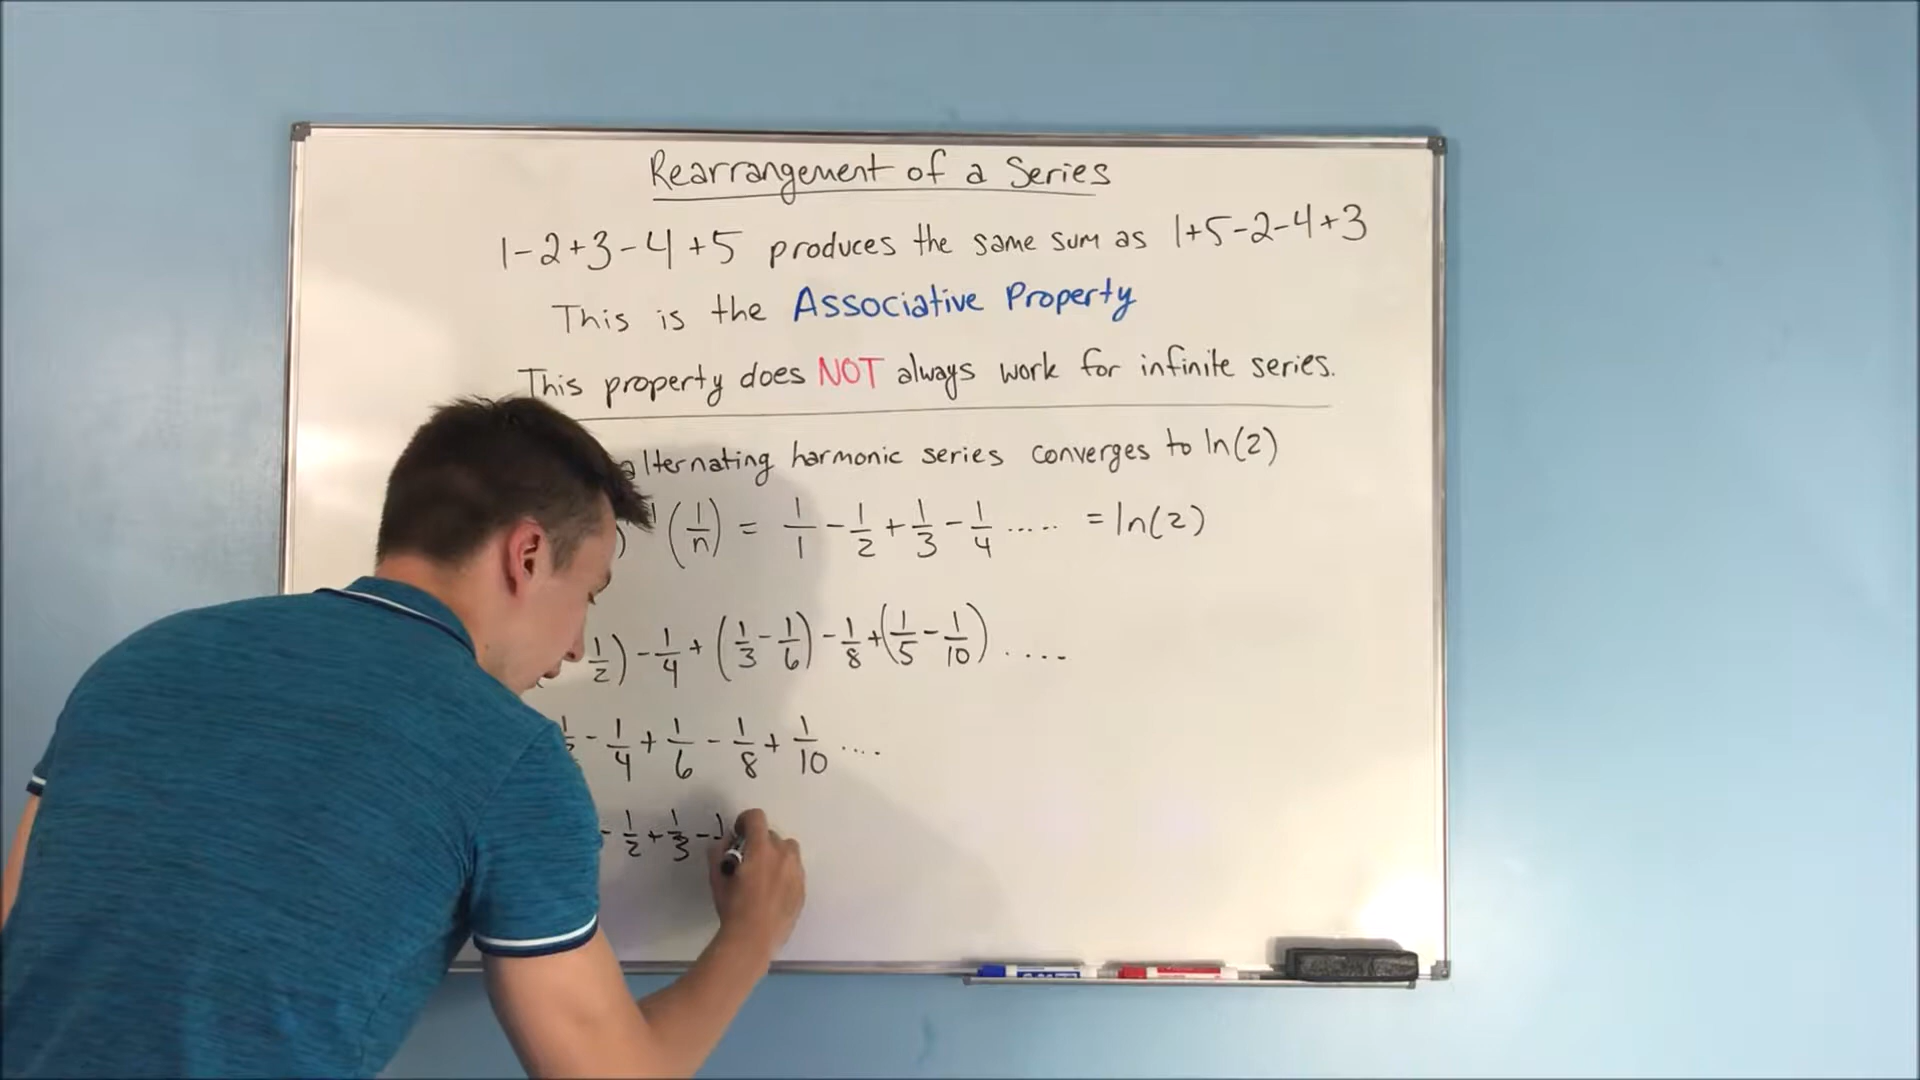 Rearrangement of a Series
1-2+3-4+5 produces the same sum as 1+5-2-4+3
This is the Associative Property
This property does NOT always work for infinite series.
alternating harmonic series converges to ln(2)
(1/n) = 1/1 - 1/2 + 1/3 - 1/4 ..... = ln(2)
1/2) - 1/4 + (1/3 - 1/6) - 1/8 + (1/5 - 1/10) ....
- 1/4 + 1/6 - 1/8 + 1/10 ....
- 1/2 + 1/3 - 1